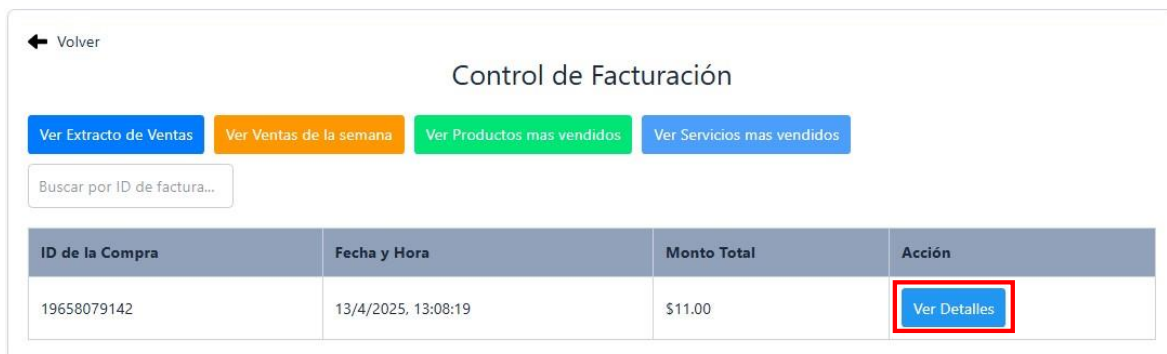 Volver
Control de Facturación
Ver Extracto de Ventas Ver Ventas de la semana Ver Productos mas vendidos Ver Servicios mas vendidos
Buscar por ID de factura...
ID de la Compra Fecha y Hora Monto Total Acción
19658079142 13/4/2025, 13:08:19 $11.00 Ver Detalles